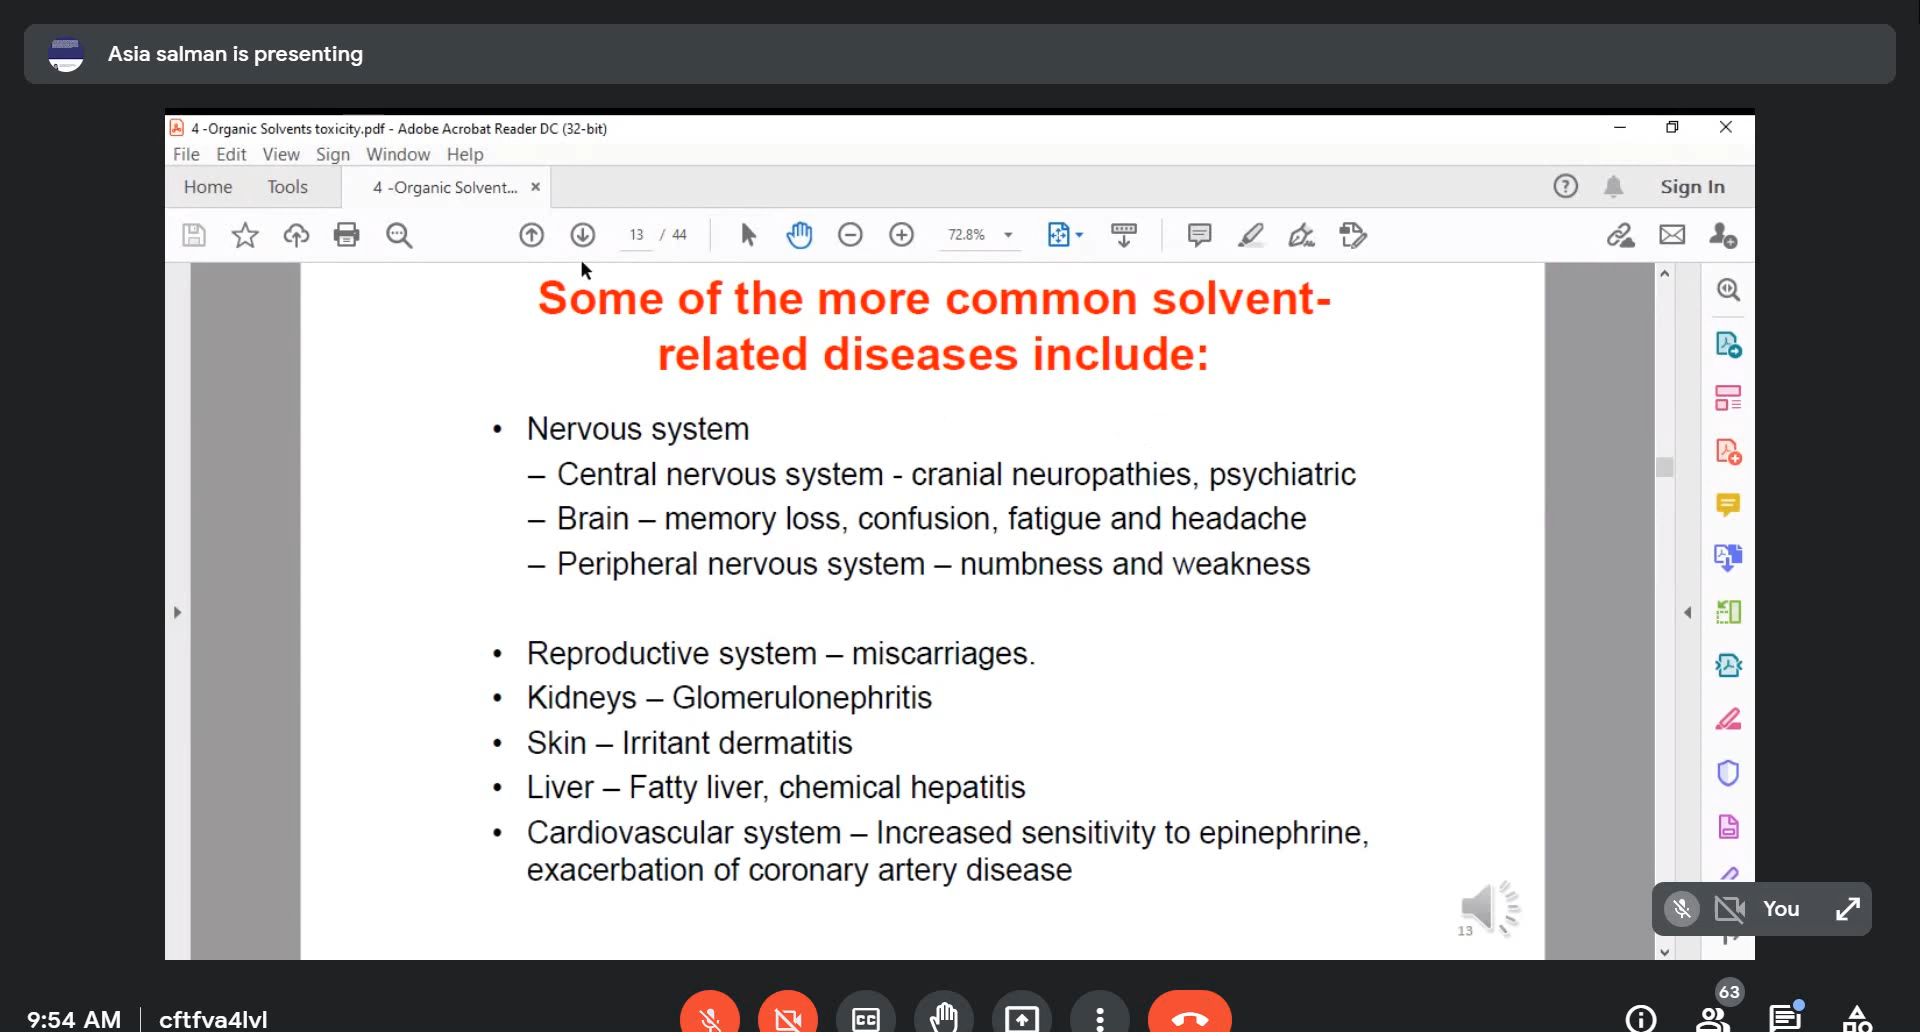 Asia salman is presenting
4 -Organic Solvents toxicity.pdf - Adobe Acrobat Reader DC (32-bit)
File Edit View Sign Window Help
Home Tools 4 -Organic Solvent... Sign In
13 / 44 72.8%
Some of the more common solvent-
related diseases include:
• Nervous system
– Central nervous system - cranial neuropathies, psychiatric
– Brain – memory loss, confusion, fatigue and headache
– Peripheral nervous system – numbness and weakness
• Reproductive system – miscarriages.
• Kidneys – Glomerulonephritis
• Skin – Irritant dermatitis
• Liver – Fatty liver, chemical hepatitis
• Cardiovascular system – Increased sensitivity to epinephrine,
exacerbation of coronary artery disease
13
You
63
9:54 AM cftfva4lvl
CC